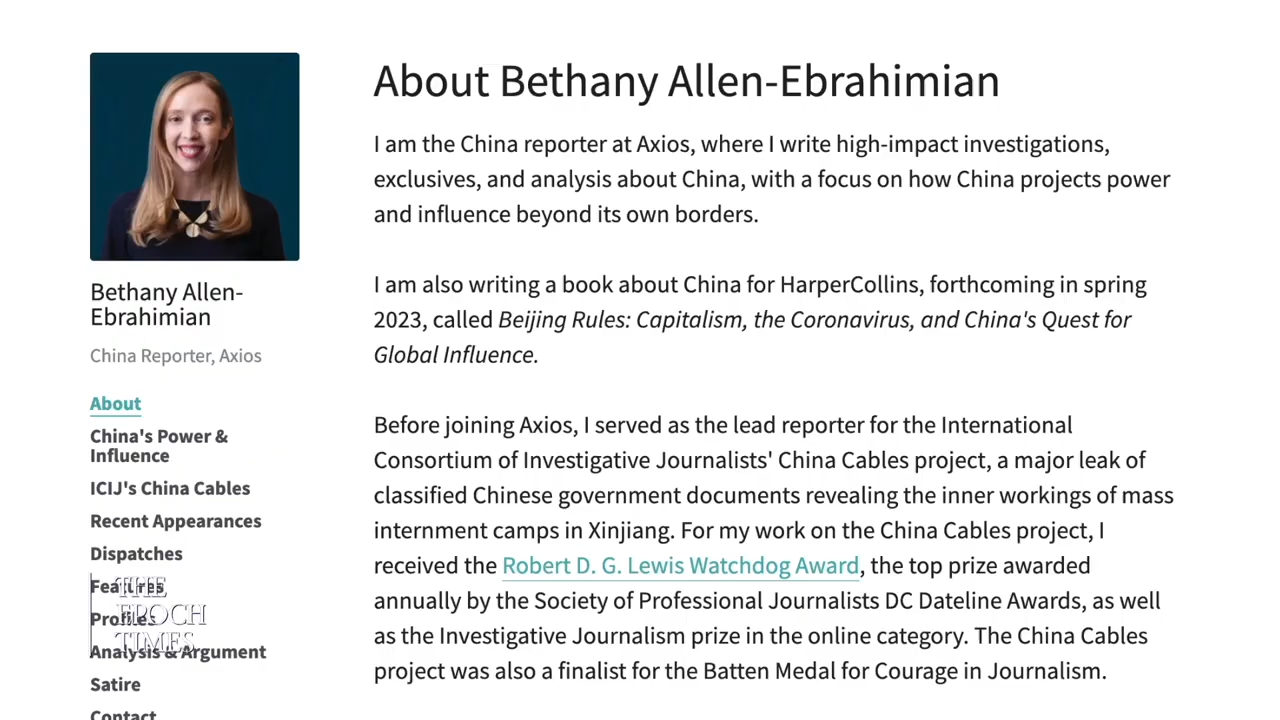 About Bethany Allen-Ebrahimian
I am the China reporter at Axios, where I write high-impact investigations,
exclusives, and analysis about China, with a focus on how China projects power
and influence beyond its own borders.
I am also writing a book about China for HarperCollins, forthcoming in spring
2023, called Beijing Rules: Capitalism, the Coronavirus, and China's Quest for
Global Influence.
Before joining Axios, I served as the lead reporter for the International
Consortium of Investigative Journalists' China Cables project, a major leak of
classified Chinese government documents revealing the inner workings of mass
internment camps in Xinjiang. For my work on the China Cables project, I
received the Robert D. G. Lewis Watchdog Award, the top prize awarded
annually by the Society of Professional Journalists DC Dateline Awards, as well
as the Investigative Journalism prize in the online category. The China Cables
project was also a finalist for the Batten Medal for Courage in Journalism.
Bethany Allen-
Ebrahimian
China Reporter, Axios
About
China's Power &
Influence
ICIJ's China Cables
Recent Appearances
Dispatches
Features
Profiles
Analysis & Argument
Satire
Contact
THE
EPOCH
TIMES